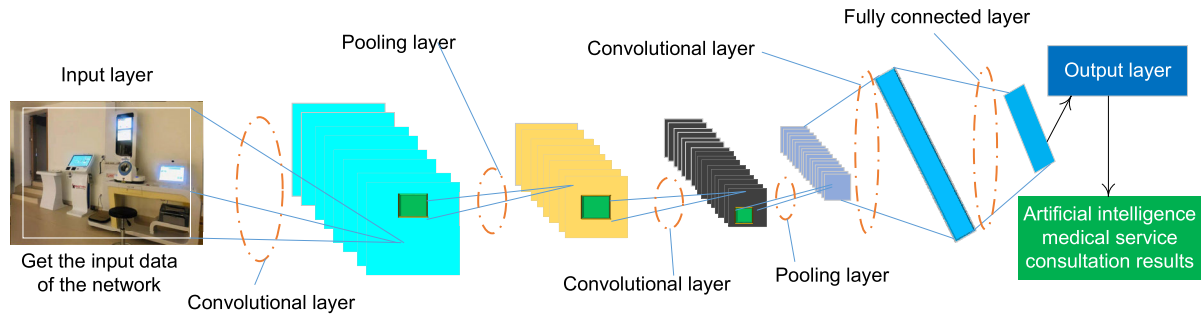 Input layer
Get the input data
of the network
Convolutional layer
Pooling layer
Convolutional layer
Pooling layer
Convolutional layer
Fully connected layer
Output layer
Artificial intelligence
medical service
consultation results